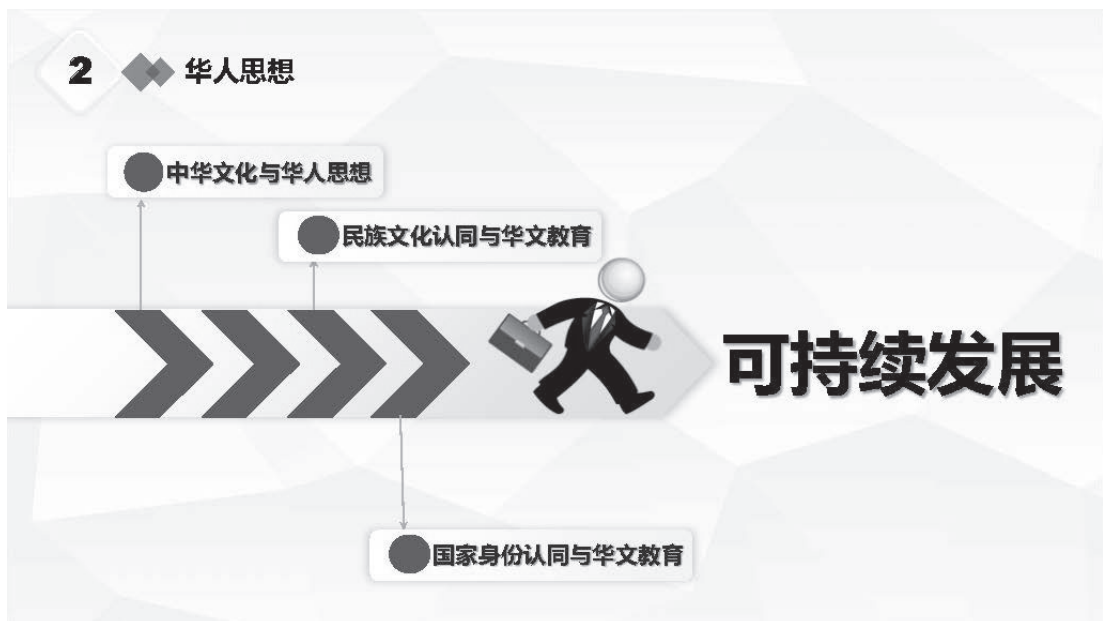 2 华人思想
中华文化与华人思想
民族文化认同与华文教育
可持续发展
国家身份认同与华文教育